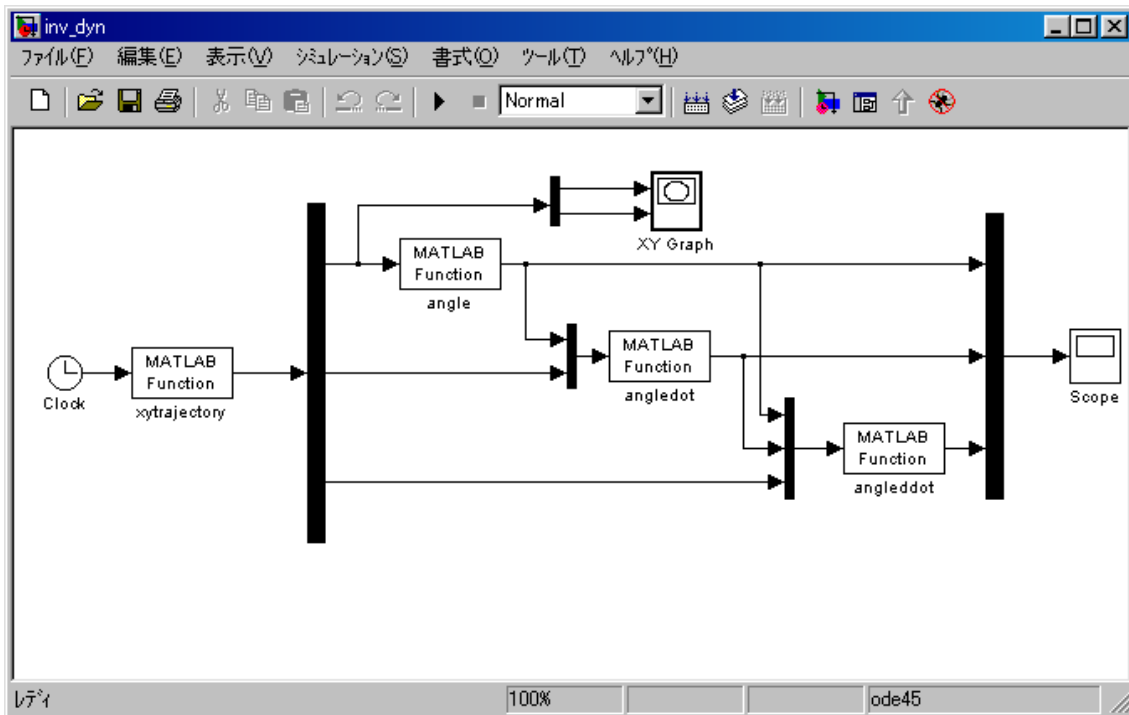 inv_dyn
ファイル(F) 編集(E) 表示(V) シミュレーション(S) 書式(O) ツール(T) ヘルプ(H)
Normal
XY Graph
MATLAB
Function
angle
MATLAB
Function
angledot
Clock
MATLAB
Function
xytrajectory
Scope
MATLAB
Function
angleddot
レディ 100% ode45